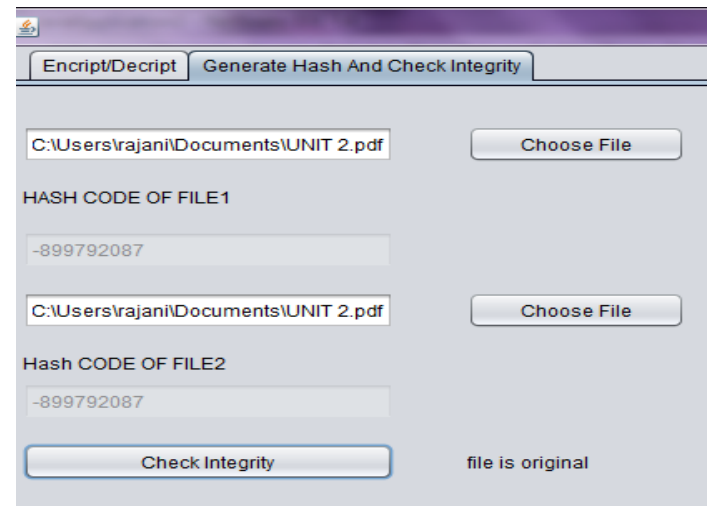 Encript/Decript Generate Hash And Check Integrity
C:\Users\rajani\Documents\UNIT 2.pdf Choose File
HASH CODE OF FILE1
-899792087
C:\Users\rajani\Documents\UNIT 2.pdf Choose File
Hash CODE OF FILE2
-899792087
Check Integrity file is original